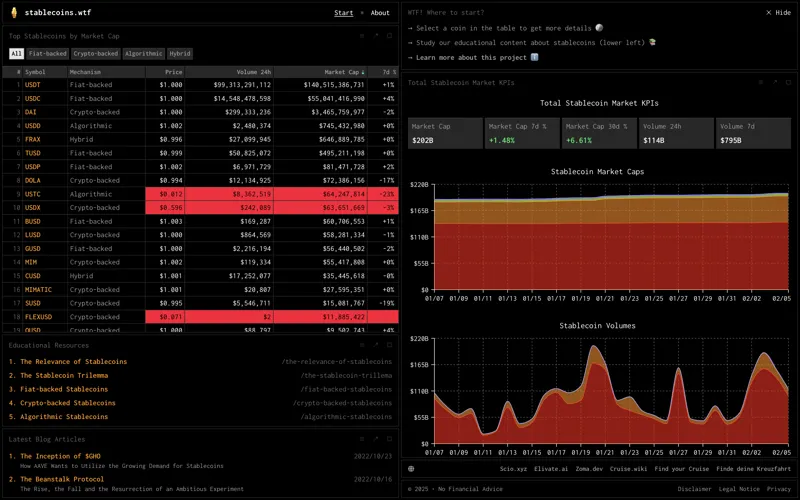 stablecoins.wtf
Start
About
Top Stablecoins by Market Cap
All Fiat-backed Crypto-backed Algorithmic Hybrid
# Symbol Mechanism Price Volume 24h Market Cap ↓ 7d %
1 USDT Fiat-backed $1.000 $99,313,291,112 $140,515,386,731 +1%
2 USDC Fiat-backed $1.000 $14,548,478,598 $55,041,416,990 +4%
3 DAI Crypto-backed $1.000 $299,333,236 $3,465,759,977 -2%
4 USDD Algorithmic $1.002 $2,480,374 $745,432,980 +0%
5 FRAX Hybrid $0.996 $27,099,945 $646,889,785 +0%
6 TUSD Fiat-backed $0.999 $50,825,072 $495,211,198 +0%
7 USDP Fiat-backed $1.002 $6,971,729 $81,471,728 +2%
8 DOLA Crypto-backed $0.994 $12,134,925 $72,386,156 -17%
9 USTC Algorithmic $0.012 $8,362,519 $64,247,814 -23%
10 USDX Crypto-backed $0.596 $242,089 $63,651,669 -3%
11 BUSD Fiat-backed $1.003 $169,287 $60,706,553 +1%
12 LUSD Crypto-backed $1.000 $864,569 $58,281,334 -1%
13 GUSD Fiat-backed $1.000 $2,216,194 $56,440,502 -2%
14 MIM Crypto-backed $1.002 $119,334 $55,417,808 +0%
15 CUSD Hybrid $1.001 $17,252,077 $35,445,618 -0%
16 MIMATIC Crypto-backed $1.001 $20,807 $27,595,351 +0%
17 SUSD Crypto-backed $0.995 $5,546,711 $15,081,767 -19%
18 FLEXUSD Crypto-backed $0.071 $2 $11,885,422
19 OUSD Crypto-backed $1.000 $88,797 $9,502,743 +4%
Educational Resources
1. The Relevance of Stablecoins /the-relevance-of-stablecoins
2. The Stablecoin Trilemma /the-stablecoin-trillema
3. Fiat-backed Stablecoins /fiat-backed-stablecoins
4. Crypto-backed Stablecoins /crypto-backed-stablecoins
5. Algorithmic Stablecoins /algorithmic-stablecoins
Latest Blog Articles
1. The Inception of $GHO 2022/10/23
How AAVE Wants to Utilize the Growing Demand for Stablecoins
2. The Beanstalk Protocol 2022/10/16
The Rise, the Fall and the Resurrection of an Ambitious Experiment
WTF! Where to start?
× Hide
→ Select a coin in the table to get more details
→ Study our educational content about stablecoins (lower left)
→ Learn more about this project
Total Stablecoin Market KPIs
Total Stablecoin Market KPIs
Market Cap Market Cap 7d % Market Cap 30d % Volume 24h Volume 7d
$202B +1.48% +6.61% $114B $795B
Stablecoin Market Caps
$220B
$165B
$110B
$55B
$0
01/07 01/09 01/11 01/13 01/15 01/17 01/19 01/21 01/23 01/25 01/27 01/29 01/31 02/02 02/05
Stablecoin Volumes
$220B
$165B
$110B
$55B
$0
01/07 01/09 01/11 01/13 01/15 01/17 01/19 01/21 01/23 01/25 01/27 01/29 01/31 02/02 02/05
Scio.xyz Elivate.ai Zoma.dev Cruise.wiki Find your Cruise Finde deine Kreuzfahrt
© 2025 • No Financial Advice
Disclaimer Legal Notice Privacy